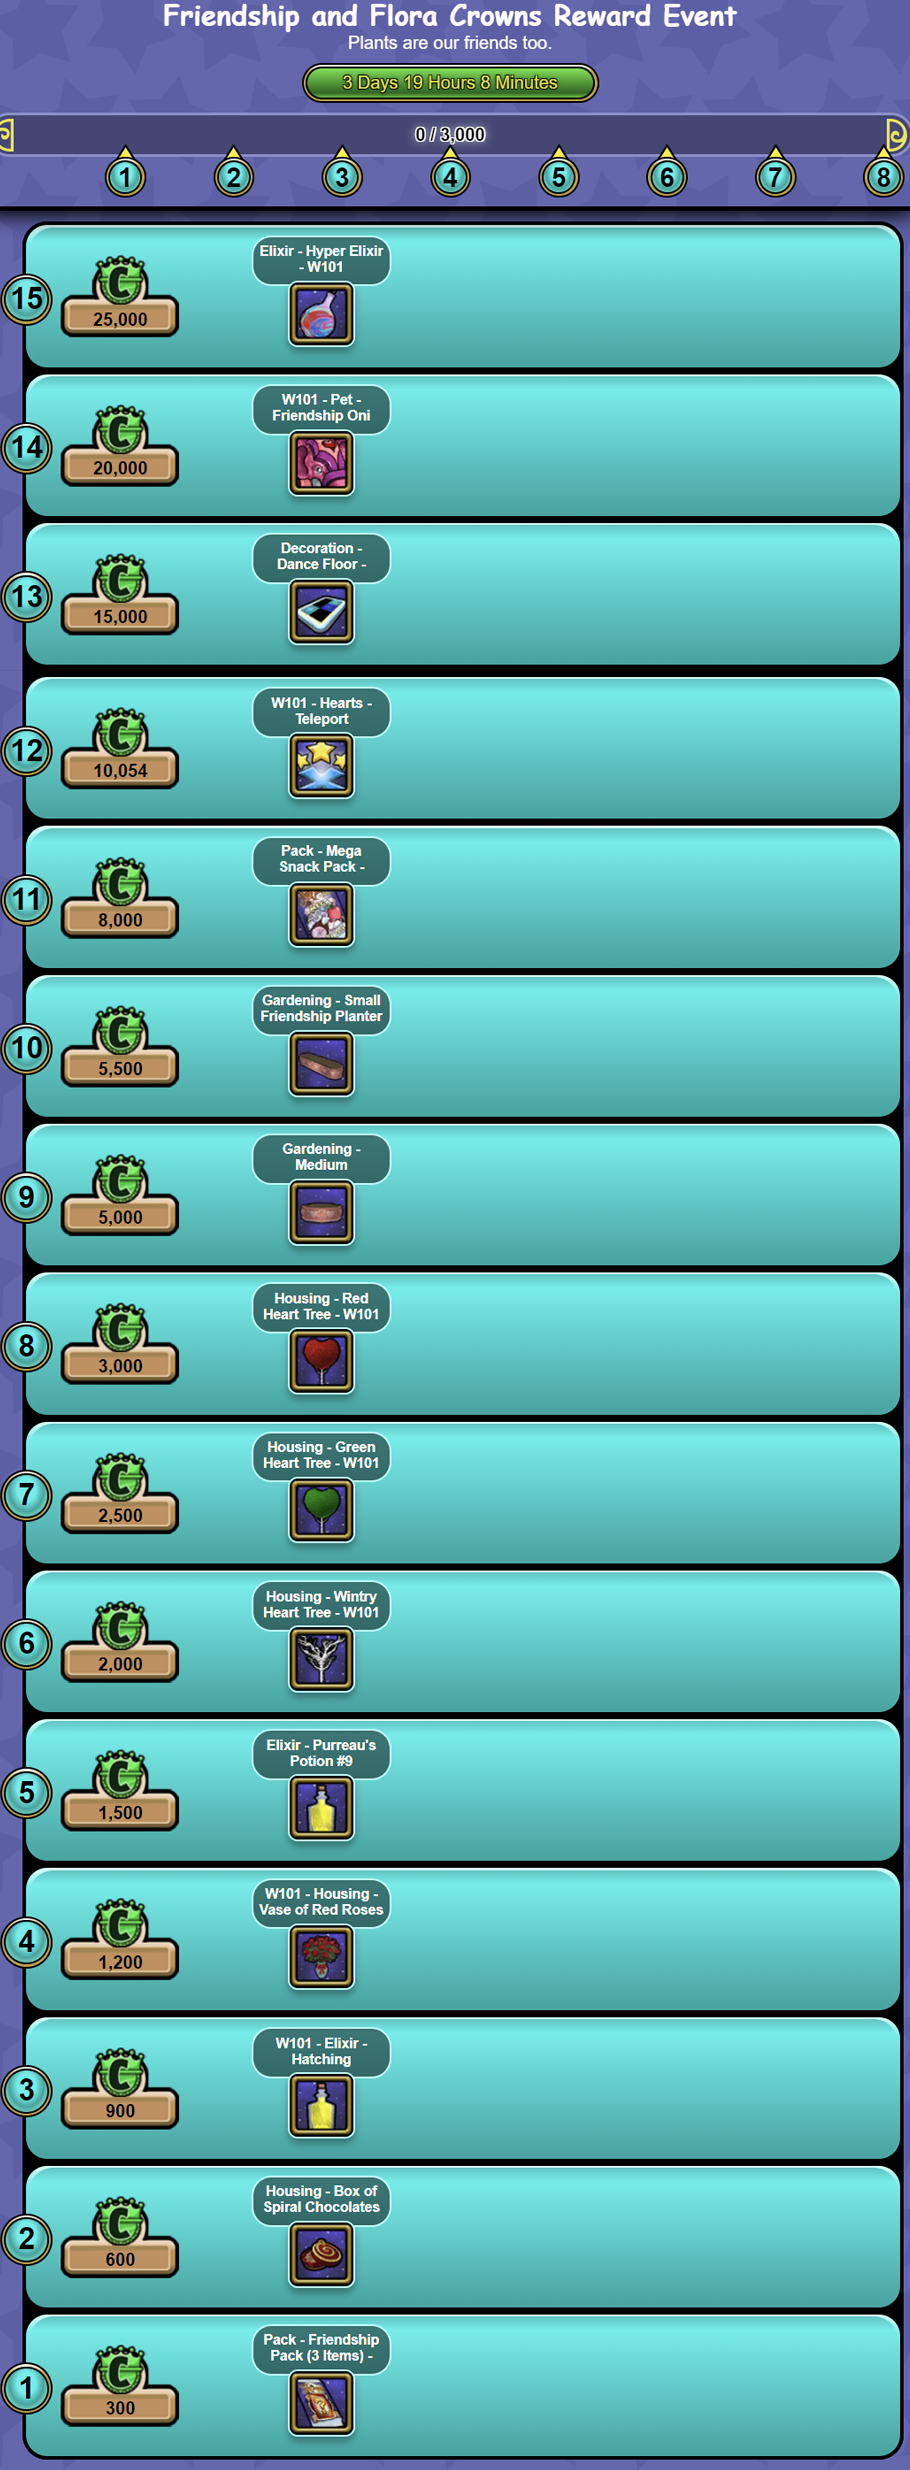 Friendship and Flora Crowns Reward Event
Plants are our friends too.
3 Days 19 Hours 8 Minutes
0 / 3,000
1 2 3 4 5 6 7 8
15
25,000
Elixir - Hyper Elixir
- W101
14
20,000
W101 - Pet -
Friendship Oni
13
15,000
Decoration -
Dance Floor -
12
10,054
W101 - Hearts -
Teleport
11
8,000
Pack - Mega
Snack Pack -
10
5,500
Gardening - Small
Friendship Planter
9
5,000
Gardening -
Medium
8
3,000
Housing - Red
Heart Tree - W101
7
2,500
Housing - Green
Heart Tree - W101
6
2,000
Housing - Wintry
Heart Tree - W101
5
1,500
Elixir - Purreau's
Potion #9
4
1,200
W101 - Housing -
Vase of Red Roses
3
900
W101 - Elixir -
Hatching
2
600
Housing - Box of
Spiral Chocolates
1
300
Pack - Friendship
Pack (3 Items) -